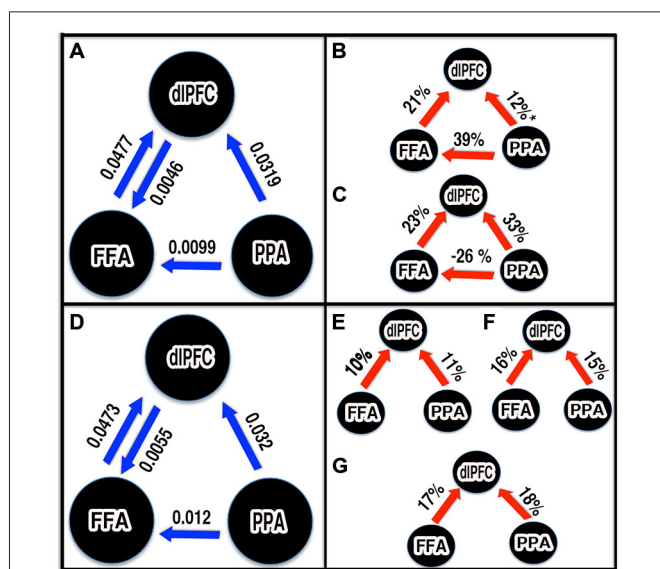 A
dlPFC
0.0477
0.0046
0.0319
FFA
0.0099
PPA
B
dlPFC
21%
12%*
FFA
39%
PPA
C
dlPFC
23%
33%
FFA
-26 %
PPA
D
dlPFC
0.0473
0.0055
0.032
FFA
0.012
PPA
E
dlPFC
10%
11%
FFA
PPA
F
dlPFC
16%
15%
FFA
PPA
G
dlPFC
17%
18%
FFA
PPA